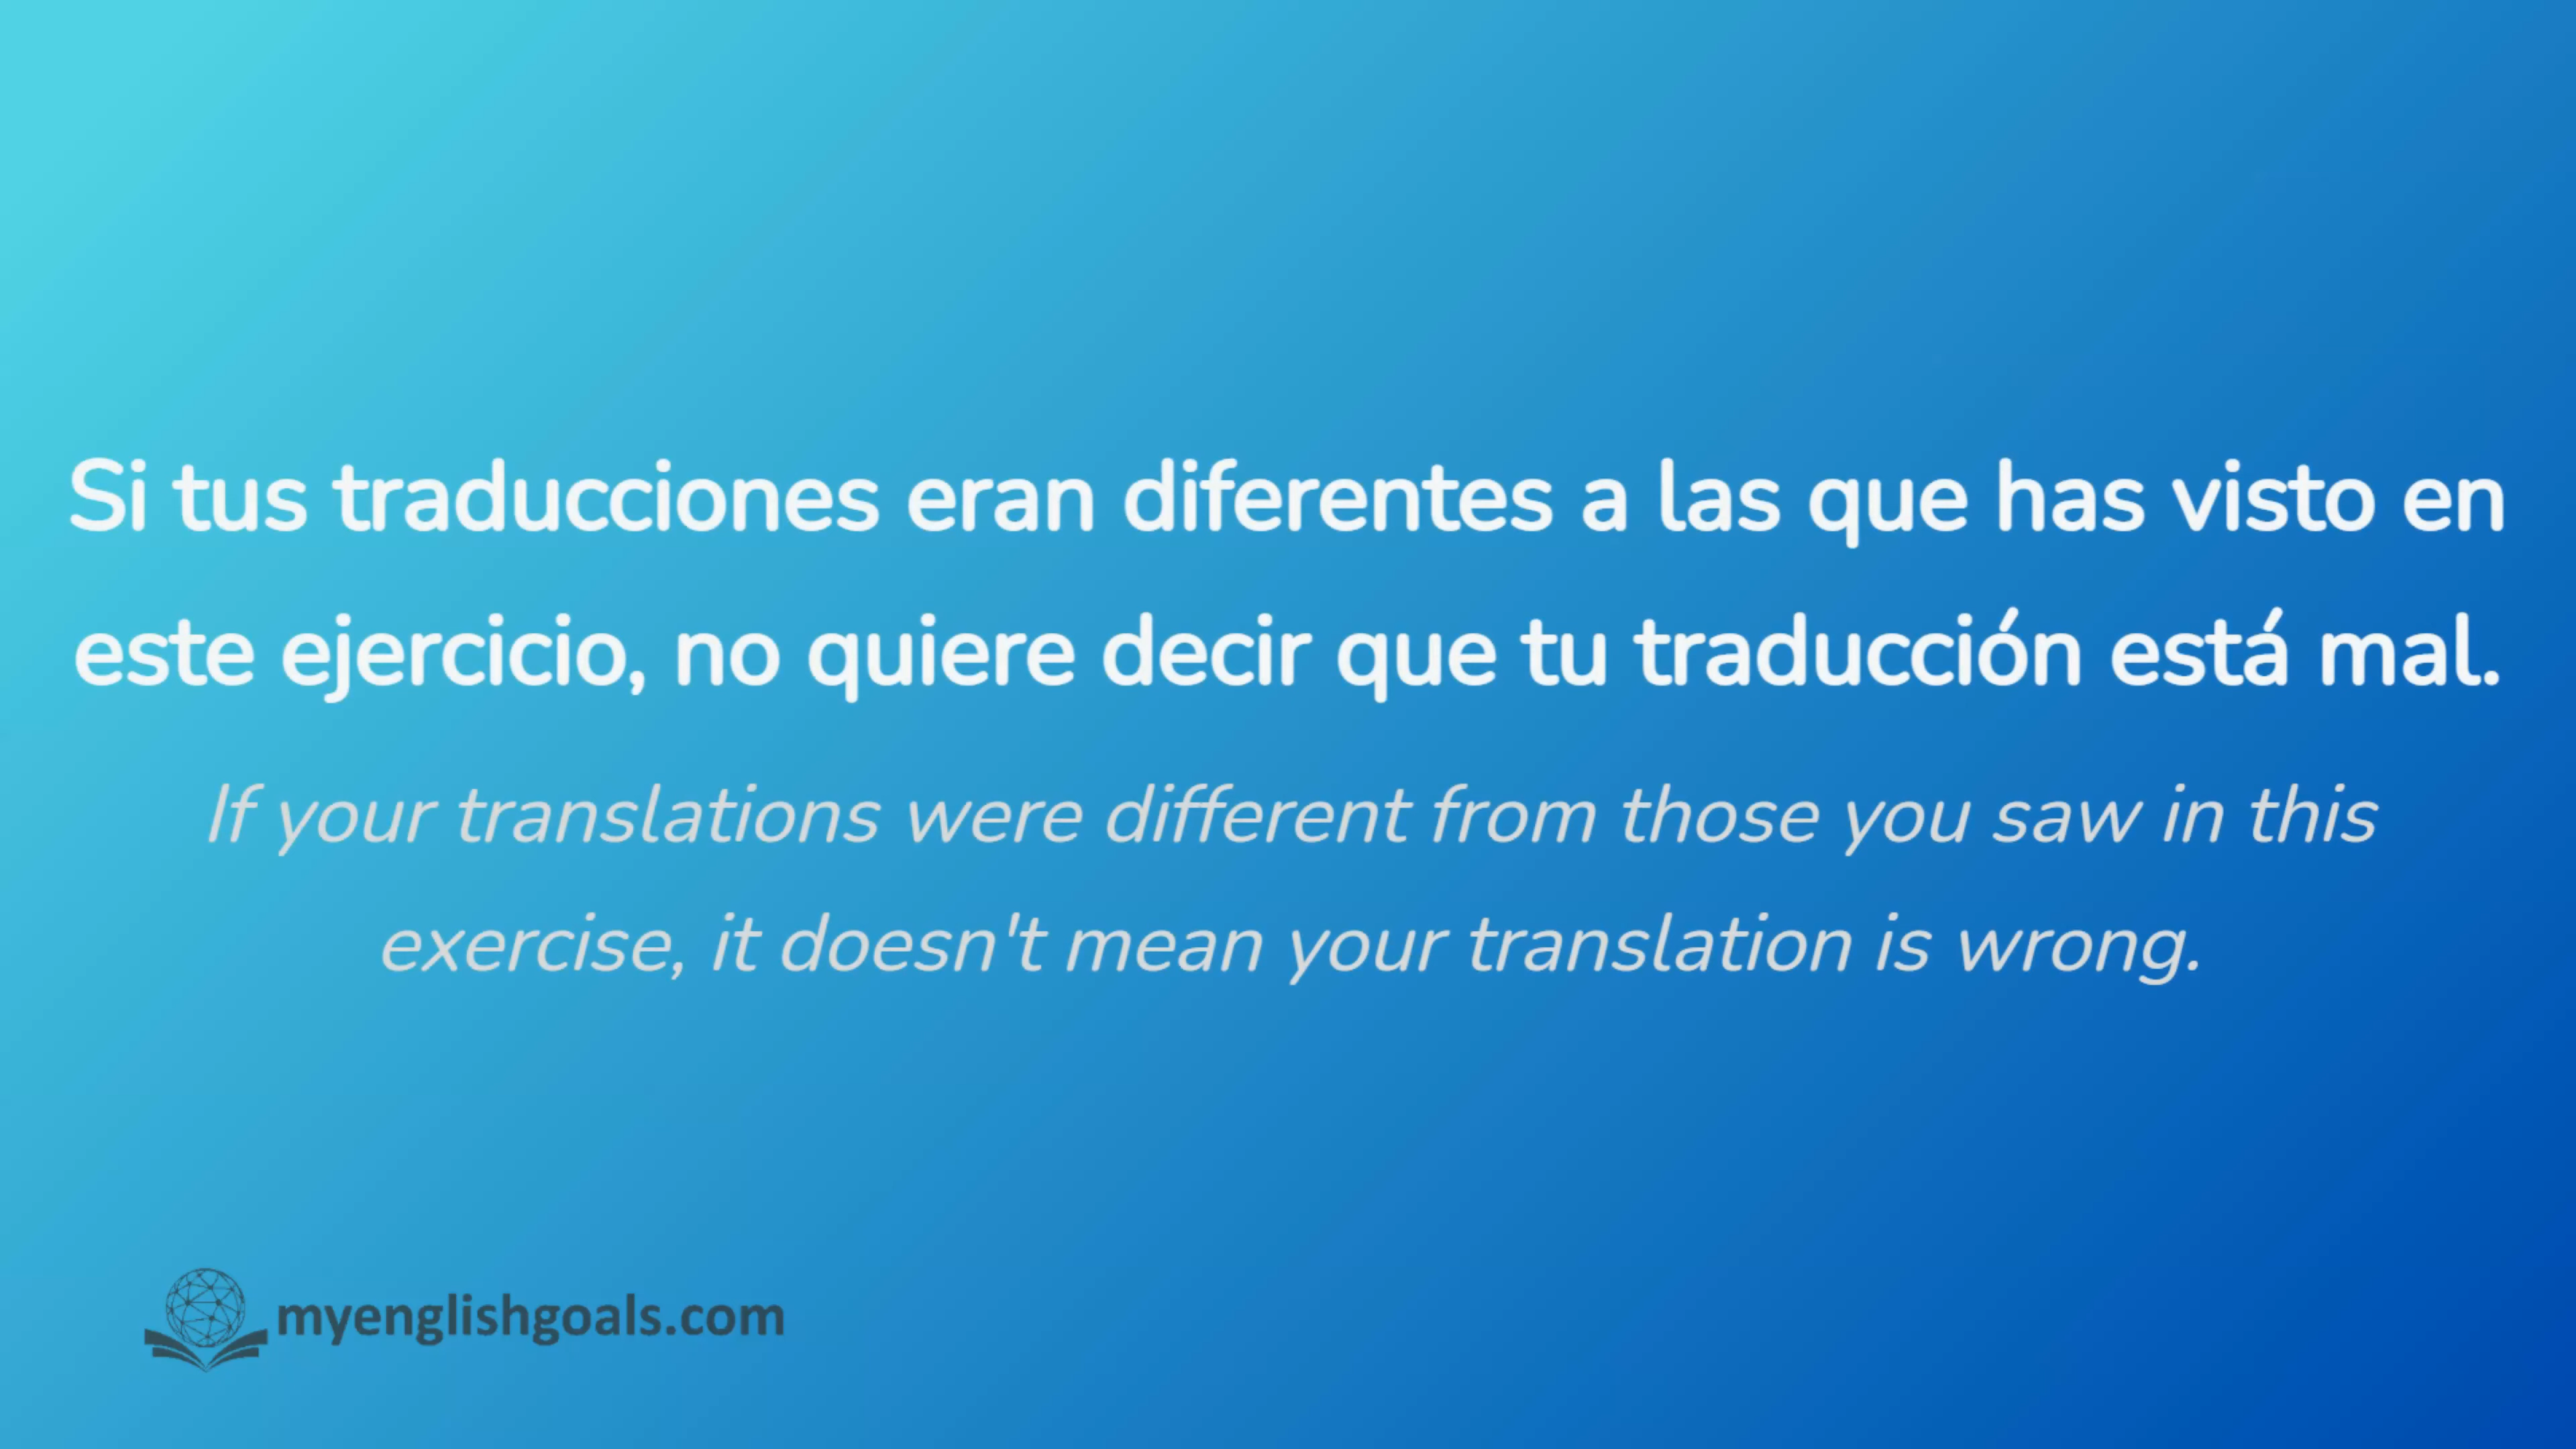 Si tus traducciones eran diferentes a las que has visto en
este ejercicio, no quiere decir que tu traducción está mal.
If your translations were different from those you saw in this
exercise, it doesn't mean your translation is wrong.
myenglishgoals.com